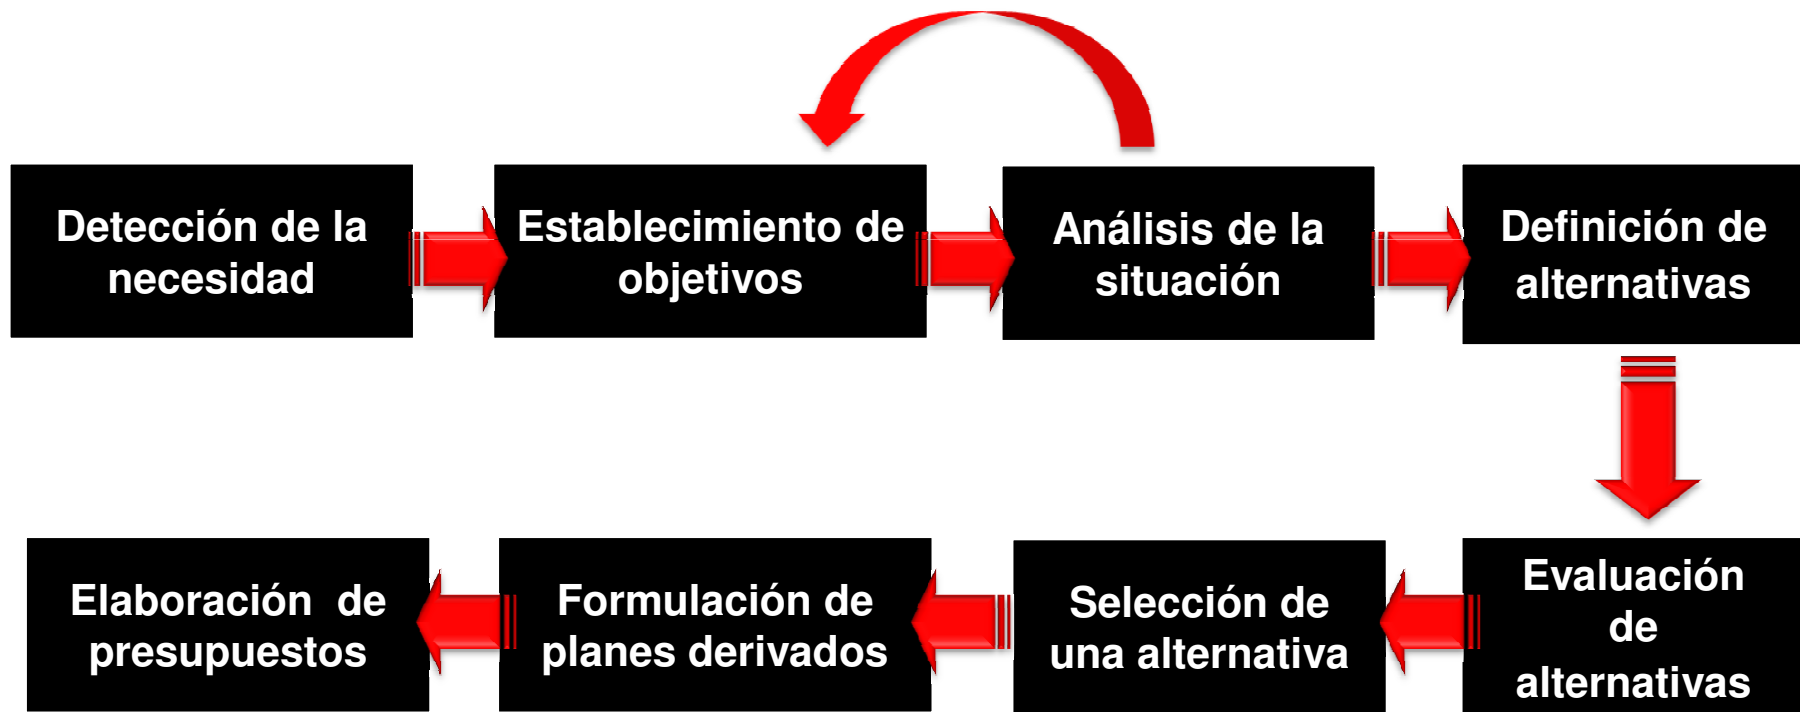 Detección de la
necesidad
Establecimiento de
objetivos
Análisis de la
situación
Definición de
alternativas
Evaluación
de
alternativas
Selección de
una alternativa
Formulación de
planes derivados
Elaboración  de
presupuestos